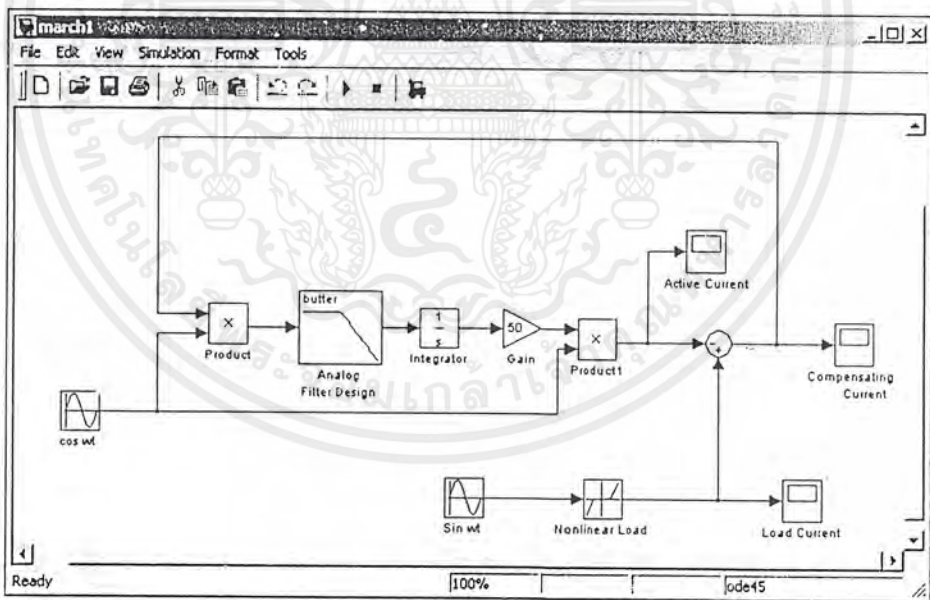 march1
File Edit View Simulation Format Tools
Active Current
butter
×
Product
Analog
Filter Design
1
s
Integrator
50
Gain
×
Product1
Compensating
Current
cos wt
Sin wt
Nonlinear Load
Load Current
Ready
100%
ode45